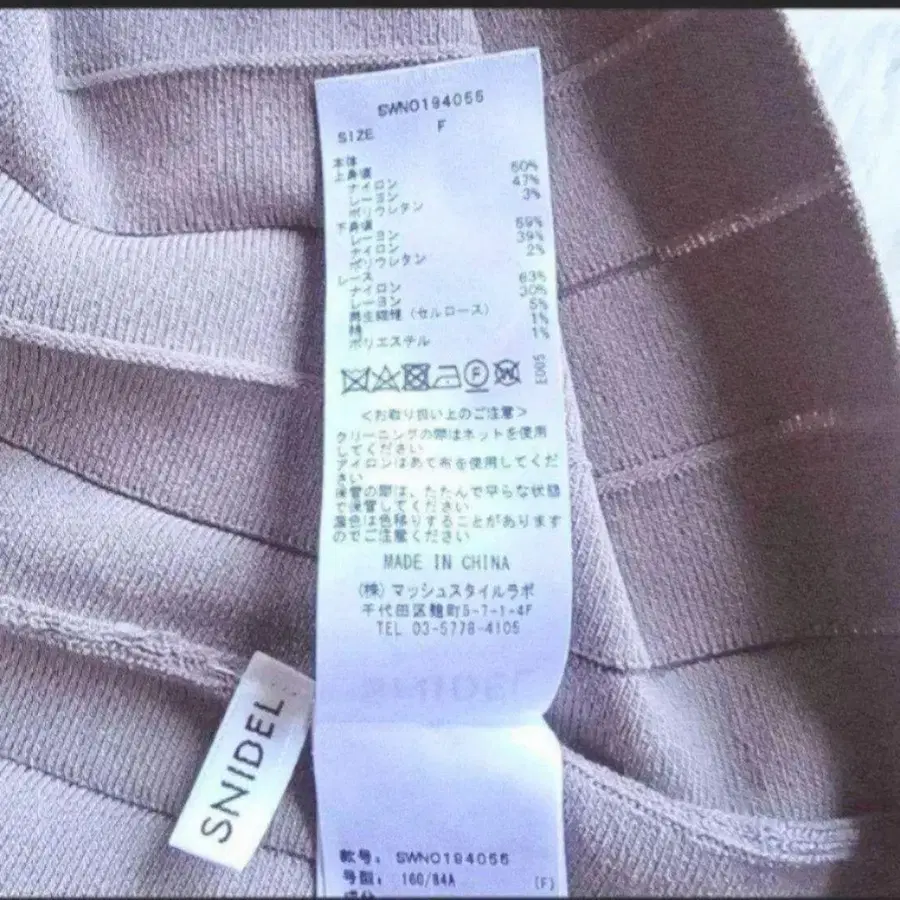 SWNO194056
SIZE F
本体
上身頃
ナイロン 50%
レーヨン 47%
ポリウレタン 3%
下身頃
レーヨン 59%
ナイロン 39%
ポリウレタン 2%
レース
ナイロン 63%
レーヨン 30%
再生繊維(セルロース) 5%
綿 1%
ポリエステル 1%
F W
E005
<お取り扱い上のご注意>
クリーニングの際はネットを使用
してください
アイロンはあて布を使用してくだ
さい
保管の際は、たたんで平らな状態
で保管してください
濃色は色移りすることがあります
のでご注意ください
MADE IN CHINA
(株)マッシュスタイルラボ
千代田区麹町5-7-1-4F
TEL 03-5778-4106
SNIDEL
款号: SWNO194056
号型: 160/84A (F)